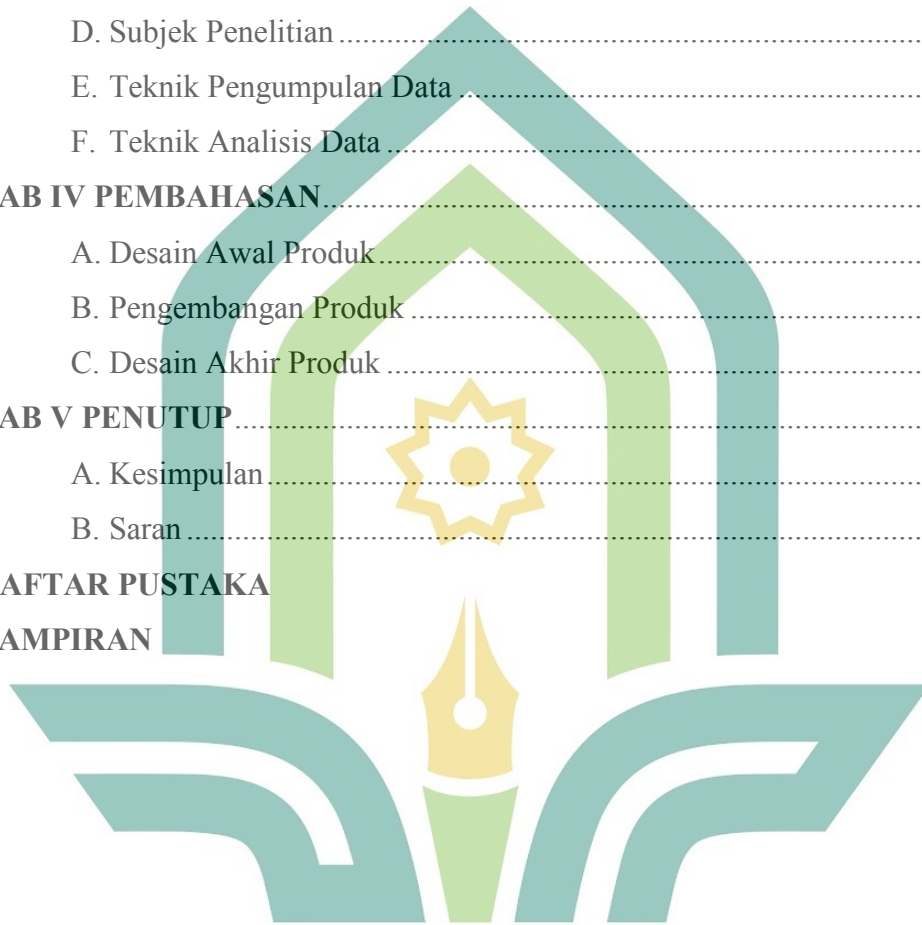 D. Subjek Penelitian ........................................................................
E. Teknik Pengumpulan Data ........................................................................
F. Teknik Analisis Data ........................................................................
AB IV PEMBAHASAN ........................................................................
A. Desain Awal Produk ........................................................................
B. Pengembangan Produk ........................................................................
C. Desain Akhir Produk ........................................................................
AB V PENUTUP ........................................................................
A. Kesimpulan ........................................................................
B. Saran ........................................................................
AFTAR PUSTAKA
AMPIRAN